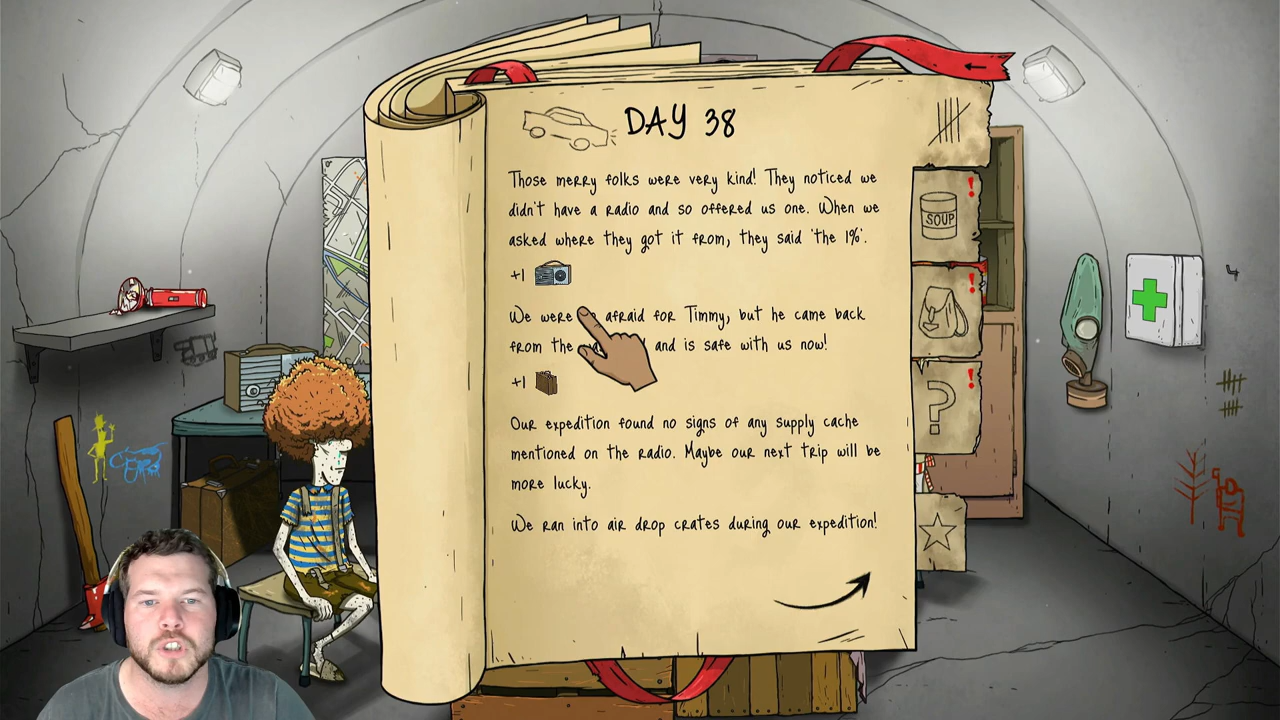 DAY 38
Those merry folks were very kind! They noticed we
didn't have a radio and so offered us one. When we
asked where they got it from, they said 'the 1%'.
+1
We were afraid for Timmy, but he came back
from the and is safe with us now!
+1
Our expedition found no signs of any supply cache
mentioned on the radio. Maybe our next trip will be
more lucky.
We ran into air drop crates during our expedition!
SOUP
!
!
!
?